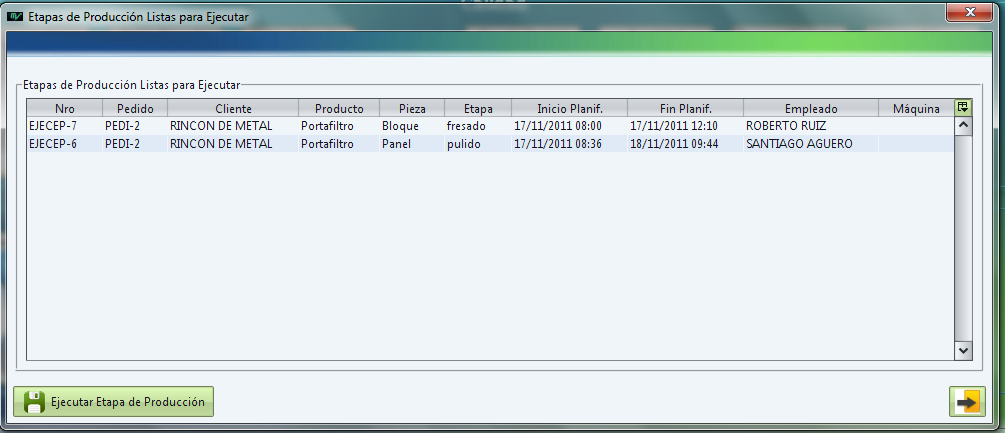 Etapas de Producción Listas para Ejecutar
Etapas de Producción Listas para Ejecutar
Nro Pedido Cliente Producto Pieza Etapa Inicio Planif. Fin Planif. Empleado Máquina
EJECEP-7 PEDI-2 RINCON DE METAL Portafiltro Bloque fresado 17/11/2011 08:00 17/11/2011 12:10 ROBERTO RUIZ
EJECEP-6 PEDI-2 RINCON DE METAL Portafiltro Panel pulido 17/11/2011 08:36 18/11/2011 09:44 SANTIAGO AGUERO
Ejecutar Etapa de Producción